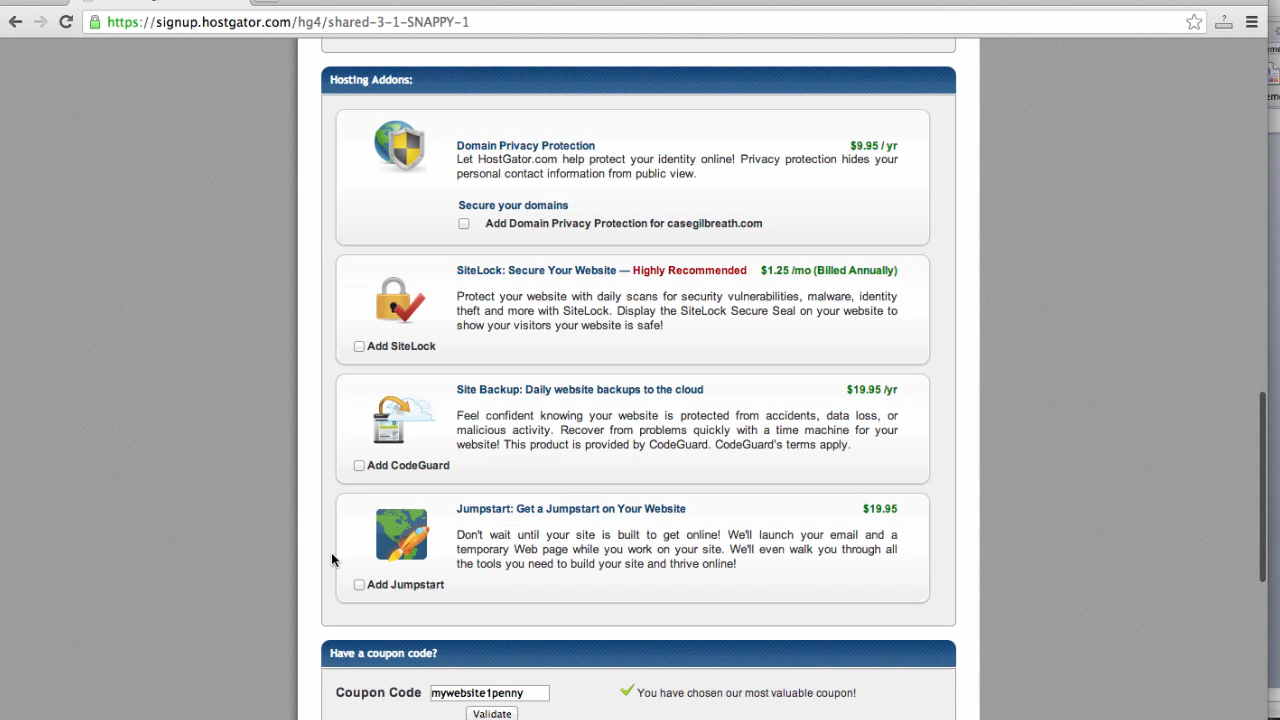 https://signup.hostgator.com/hg4/shared-3-1-SNAPPY-1
Hosting Addons:
Domain Privacy Protection $9.95 / yr
Let HostGator.com help protect your identity online! Privacy protection hides your
personal contact information from public view.
Secure your domains
Add Domain Privacy Protection for casegilbreath.com
SiteLock: Secure Your Website — Highly Recommended $1.25 /mo (Billed Annually)
Protect your website with daily scans for security vulnerabilities, malware, identity
theft and more with SiteLock. Display the SiteLock Secure Seal on your website to
show your visitors your website is safe!
Add SiteLock
Site Backup: Daily website backups to the cloud $19.95 /yr
Feel confident knowing your website is protected from accidents, data loss, or
malicious activity. Recover from problems quickly with a time machine for your
website! This product is provided by CodeGuard. CodeGuard's terms apply.
Add CodeGuard
Jumpstart: Get a Jumpstart on Your Website $19.95
Don't wait until your site is built to get online! We'll launch your email and a
temporary Web page while you work on your site. We'll even walk you through all
the tools you need to build your site and thrive online!
Add Jumpstart
Have a coupon code?
Coupon Code mywebsite1penny You have chosen our most valuable coupon!
Validate